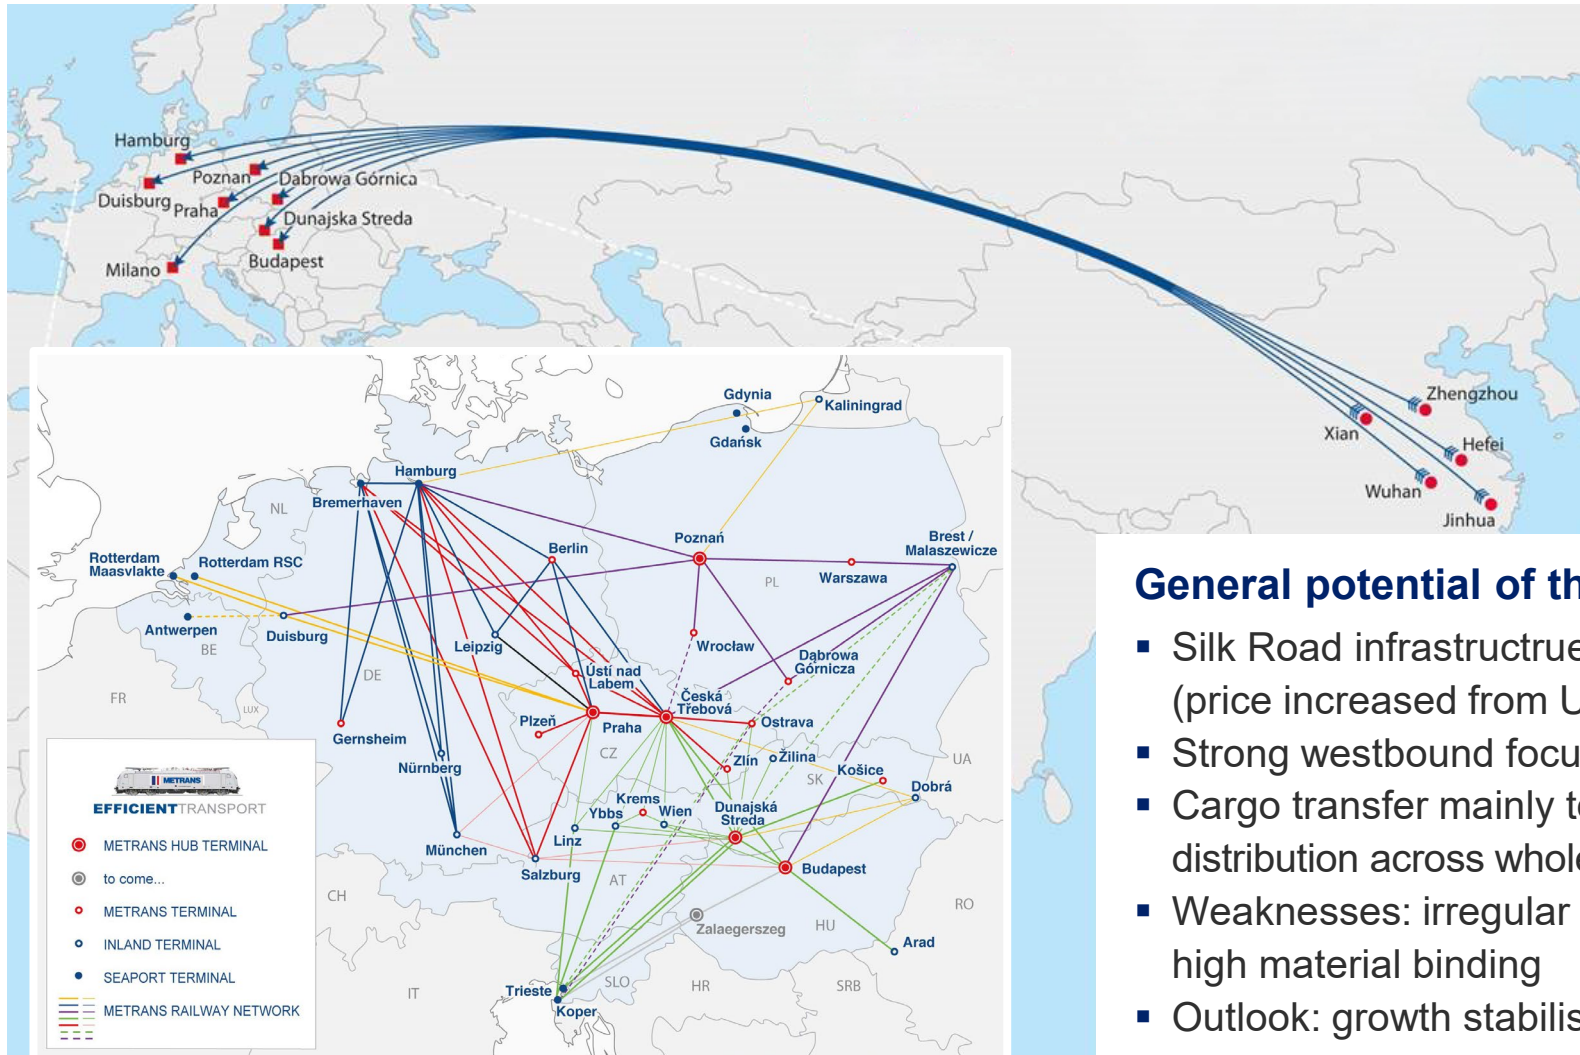 Hamburg
Poznan
Dabrowa Górnica
Duisburg
Praha
Dunajska Streda
Milano
Budapest
Zhengzhou
Xian
Hefei
Wuhan
Jinhua
Gdynia
Kaliningrad
Gdańsk
Hamburg
Bremerhaven
NL
Rotterdam
Maasvlakte
Rotterdam RSC
Berlin
Poznań
Brest /
Malaszewicze
PL
Warszawa
Antwerpen
BE
Duisburg
Leipzig
Wrocław
Dąbrowa
Górnicza
DE
Ústí nad
Labem
FR
LUX
Česká
Třebová
Plzeň
Praha
Ostrava
Gernsheim
CZ
Nürnberg
Zlín
Žilina
UA
SK
Košice
Dobrá
Krems
Ybbs
Wien
Dunajská
Streda
Linz
München
Salzburg
Budapest
AT
CH
RO
Zalaegerszeg
HU
Arad
IT
Trieste
SLO
HR
SRB
Koper
METRANS
EFFICIENTTRANSPORT
METRANS HUB TERMINAL
to come...
METRANS TERMINAL
INLAND TERMINAL
SEAPORT TERMINAL
METRANS RAILWAY NETWORK
General potential of th
▪ Silk Road infrastructrue
(price increased from U
▪ Strong westbound focu
▪ Cargo transfer mainly to
distribution across whole
▪ Weaknesses: irregular
high material binding
▪ Outlook: growth stabilis